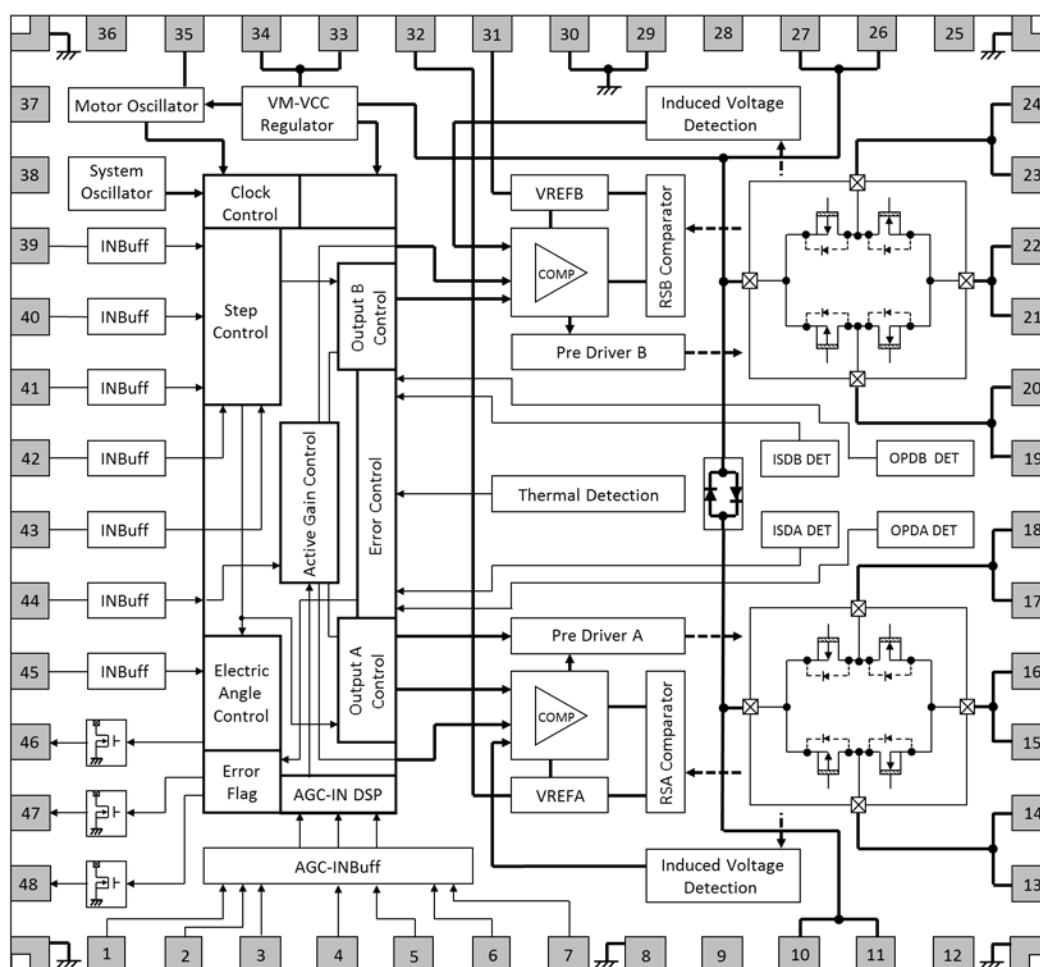 36
35
34
33
32
31
30
29
28
27
26
25
37
Motor Oscillator
VM-VCC
Regulator
Induced Voltage
Detection
24
38
System
Oscillator
Clock
Control
VREFB
RSB Comparator
23
39
INBuff
Step
Control
Output B
Control
COMP
22
40
INBuff
Pre Driver B
21
41
INBuff
20
42
INBuff
Active Gain Control
Error Control
ISDB DET
OPDB DET
19
Thermal Detection
43
INBuff
ISDA DET
OPDA DET
18
44
INBuff
17
45
INBuff
Electric
Angle
Control
Output A
Control
Pre Driver A
16
46
COMP
RSA Comparator
15
47
Error
Flag
AGC-IN DSP
VREFA
14
48
AGC-INBuff
Induced Voltage
Detection
13
1
2
3
4
5
6
7
8
9
10
11
12